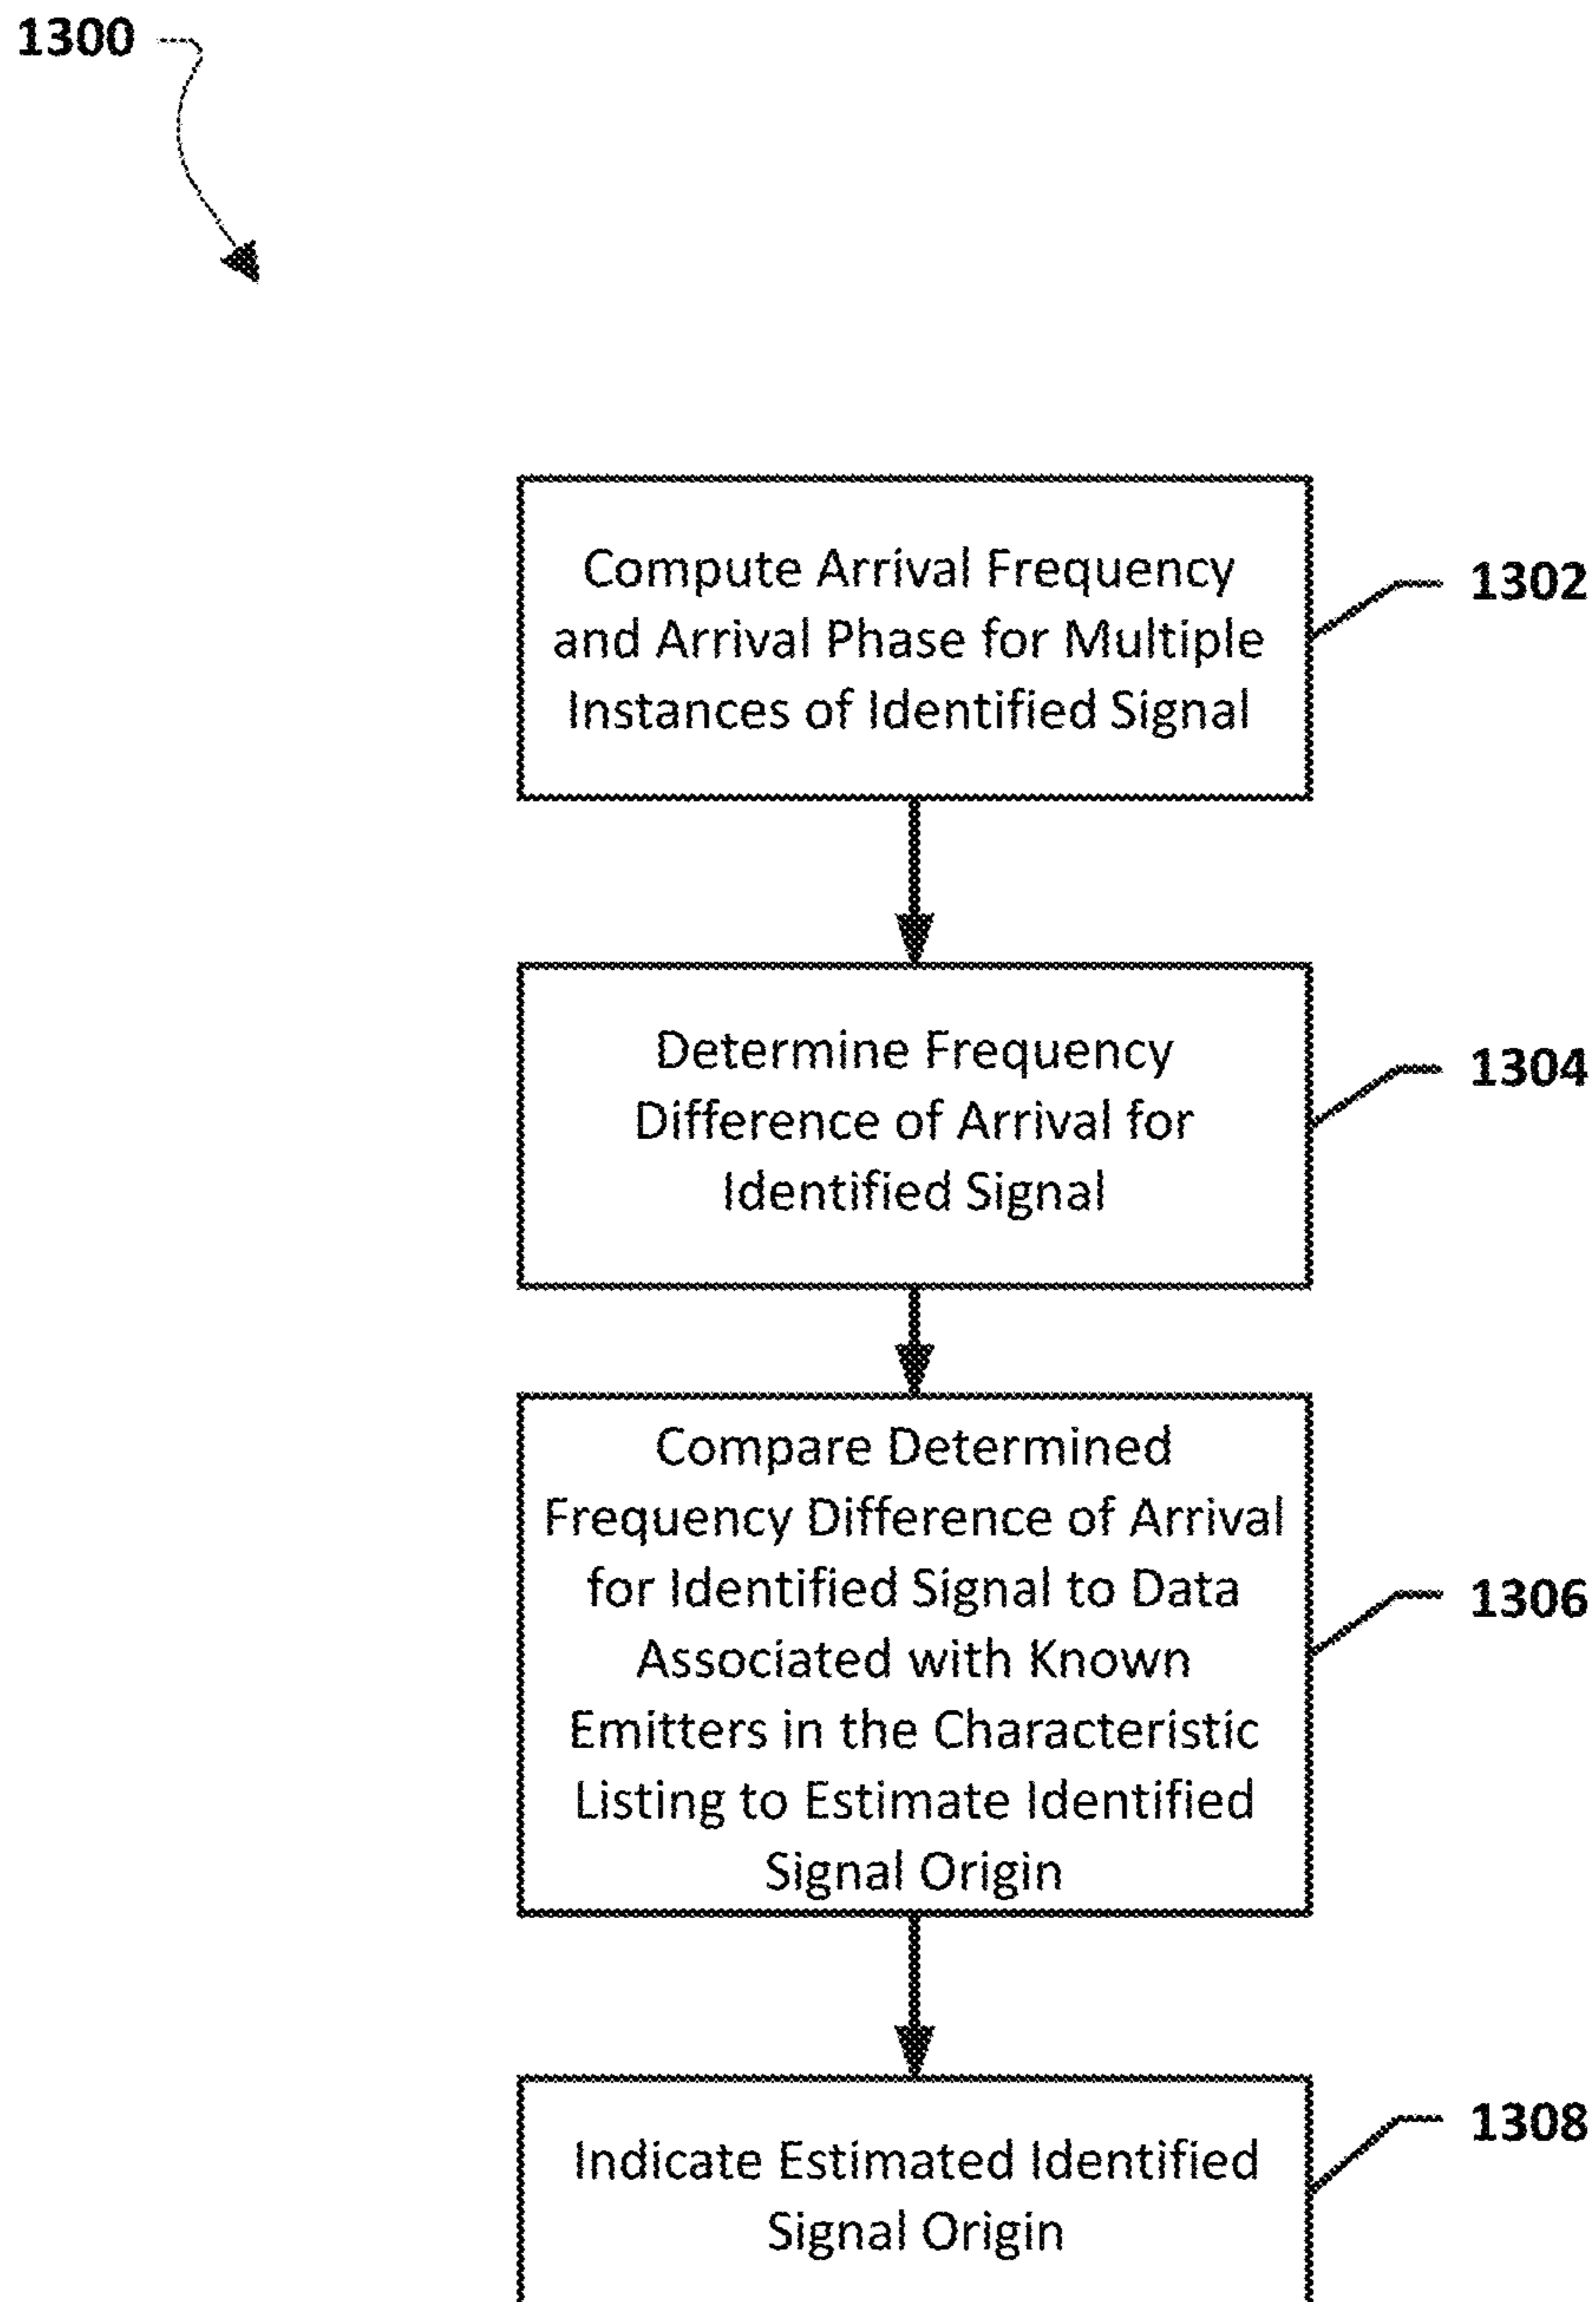 1300
Compute Arrival Frequency
and Arrival Phase for Multiple
Instances of Identified Signal
1302
Determine Frequency
Difference of Arrival for
Identified Signal
1304
Compare Determined
Frequency Difference of Arrival
for Identified Signal to Data
Associated with Known
Emitters in the Characteristic
Listing to Estimate Identified
Signal Origin
1306
Indicate Estimated Identified
Signal Origin
1308